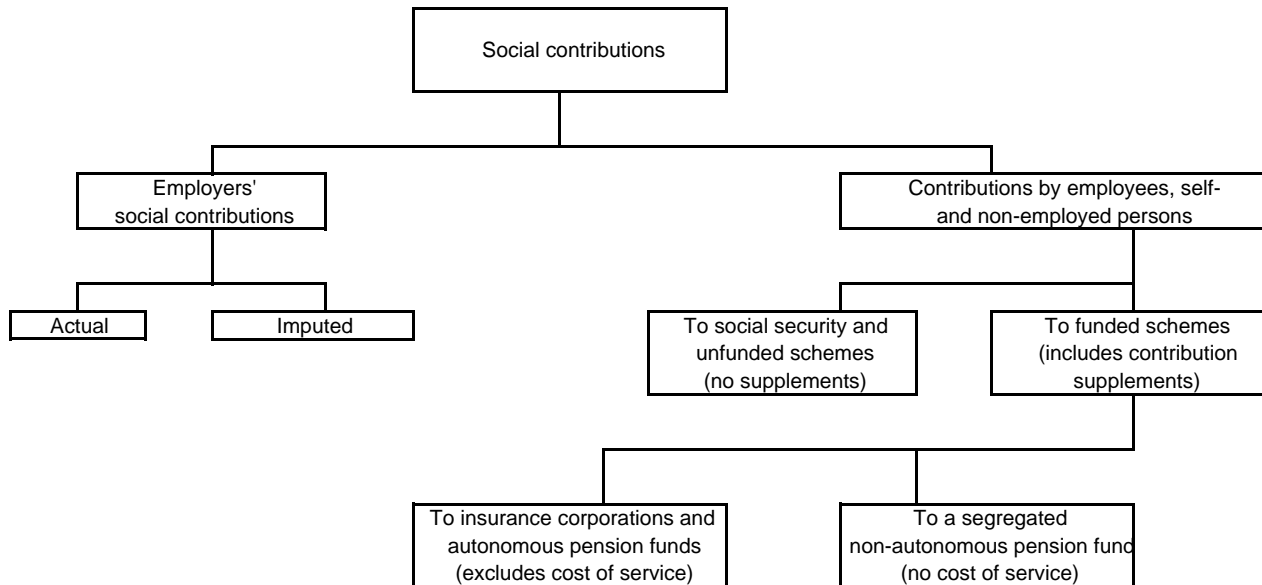 Social contributions
Employers'
social contributions
Contributions by employees, self-
and non-employed persons
Actual
Imputed
To social security and
unfunded schemes
(no supplements)
To funded schemes
(includes contribution
supplements)
To insurance corporations and
autonomous pension funds
(excludes cost of service)
To a segregated
non-autonomous pension fund
(no cost of service)